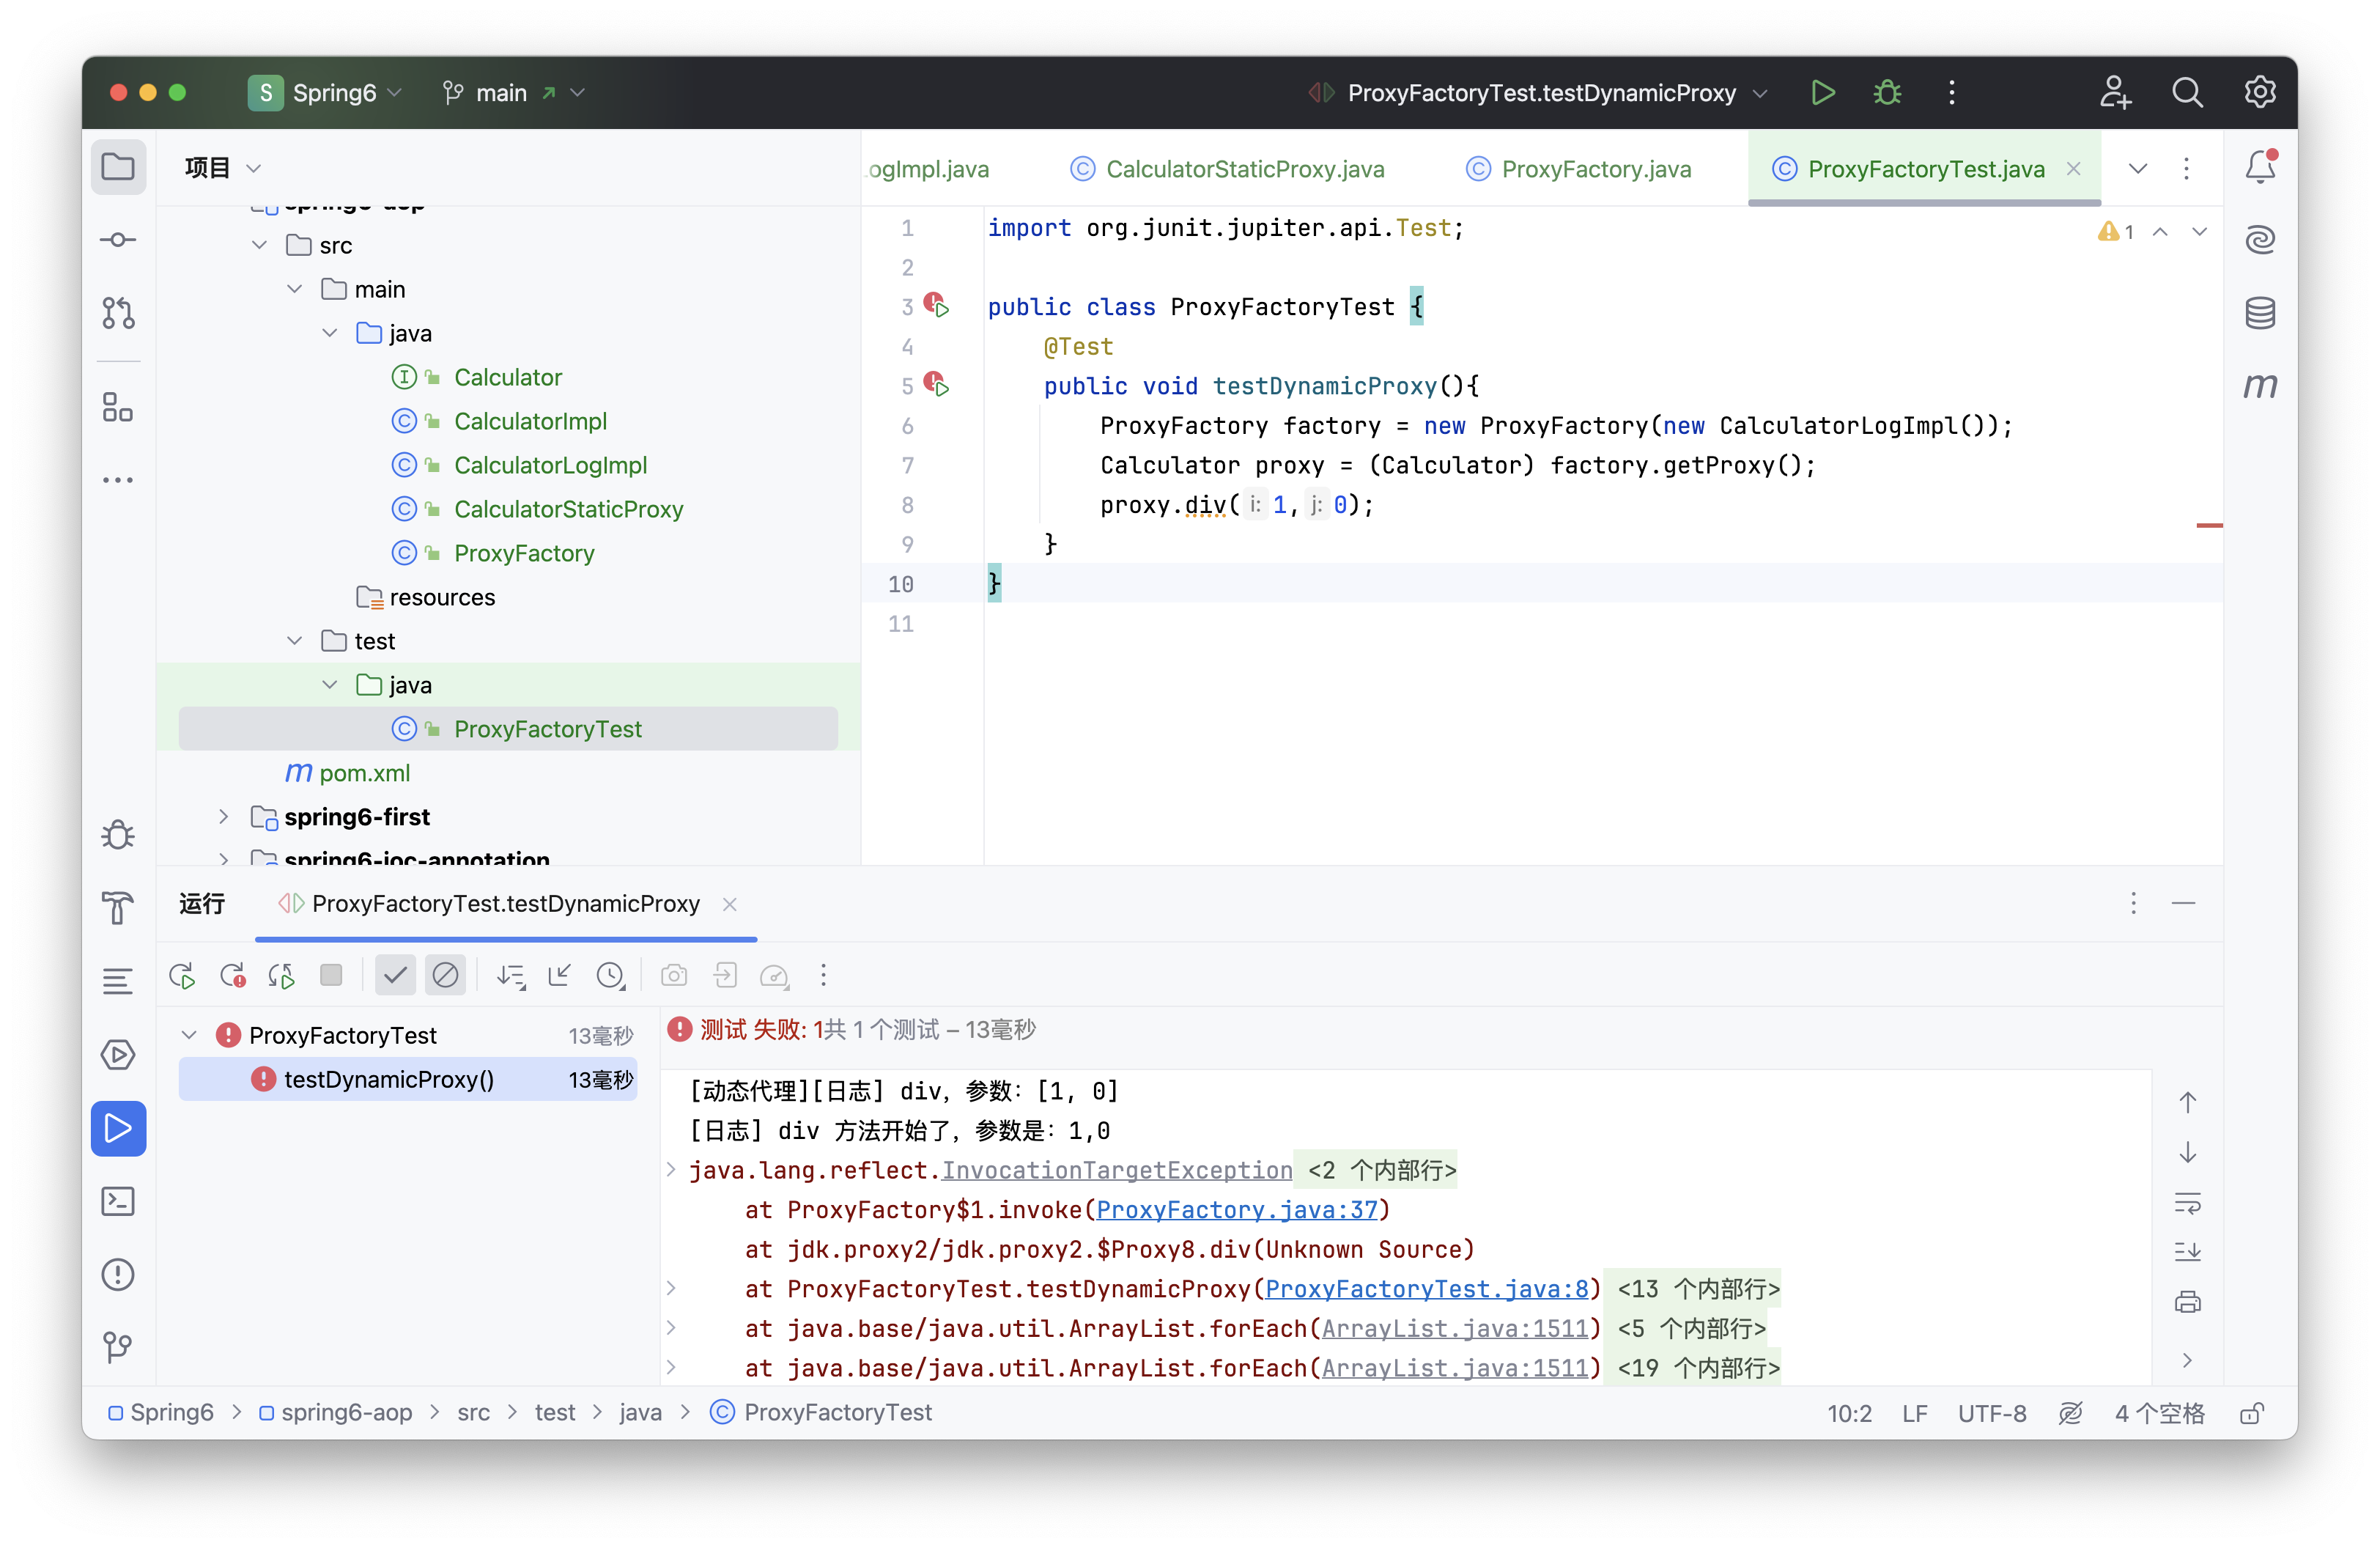 S Spring6 main ProxyFactoryTest.testDynamicProxy
项目
ogImpl.java CalculatorStaticProxy.java ProxyFactory.java ProxyFactoryTest.java
spring6-aop
src
main
java
Calculator
CalculatorImpl
CalculatorLogImpl
CalculatorStaticProxy
ProxyFactory
resources
test
java
ProxyFactoryTest
pom.xml
spring6-first
spring6-ioc-annotation
1 import org.junit.jupiter.api.Test;
2
3 public class ProxyFactoryTest {
4 @Test
5 public void testDynamicProxy(){
6 ProxyFactory factory = new ProxyFactory(new CalculatorLogImpl());
7 Calculator proxy = (Calculator) factory.getProxy();
8 proxy.div( i: 1, j: 0);
9 }
10 }
11
1
运行 ProxyFactoryTest.testDynamicProxy
ProxyFactoryTest 13毫秒
testDynamicProxy() 13毫秒
测试 失败: 1共 1 个测试 – 13毫秒
[动态代理][日志] div，参数：[1, 0]
[日志] div 方法开始了，参数是：1,0
java.lang.reflect.InvocationTargetException <2 个内部行>
at ProxyFactory$1.invoke(ProxyFactory.java:37)
at jdk.proxy2/jdk.proxy2.$Proxy8.div(Unknown Source)
at ProxyFactoryTest.testDynamicProxy(ProxyFactoryTest.java:8) <13 个内部行>
at java.base/java.util.ArrayList.forEach(ArrayList.java:1511) <5 个内部行>
at java.base/java.util.ArrayList.forEach(ArrayList.java:1511) <19 个内部行>
Spring6 > spring6-aop > src > test > java > ProxyFactoryTest
10:2 LF UTF-8 4 个空格